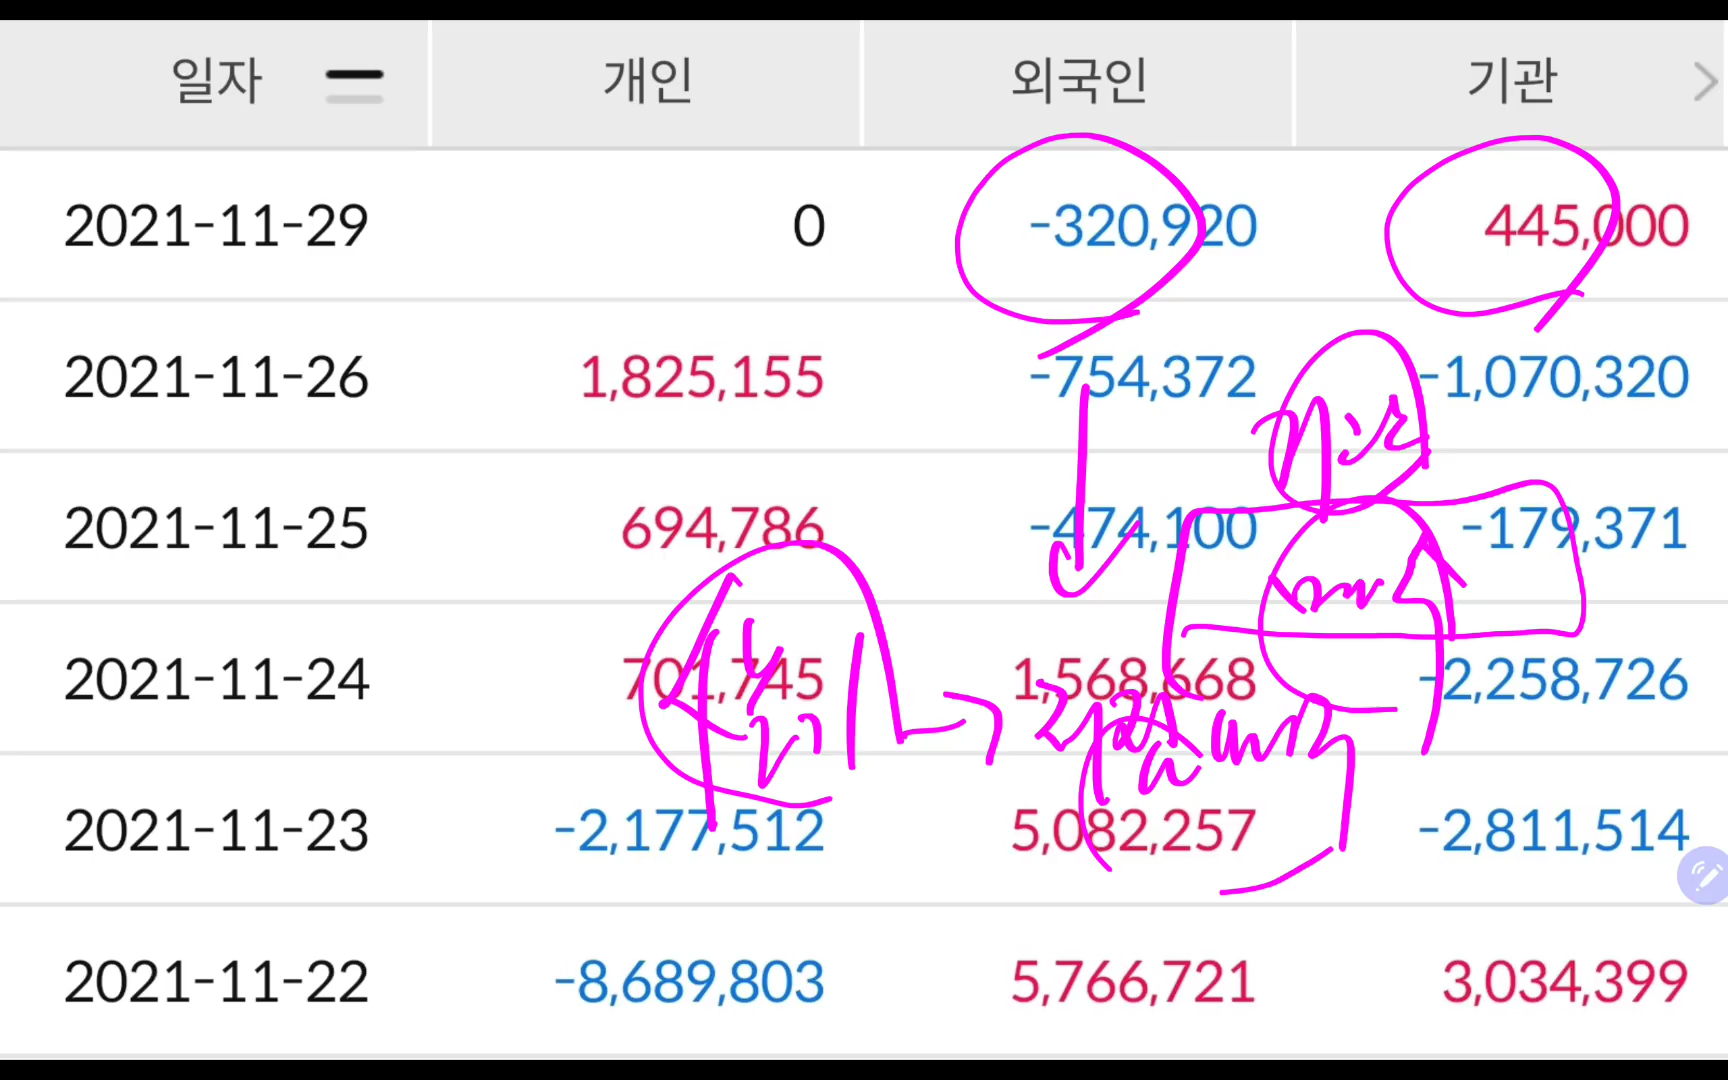 일자 개인 외국인 기관
2021-11-29 0 -320,920 445,000
2021-11-26 1,825,155 -754,372 -1,070,320
2021-11-25 694,786 -474,100 -179,371
2021-11-24 701,745 1,568,668 -2,258,726
2021-11-23 -2,177,512 5,082,257 -2,811,514
2021-11-22 -8,689,803 5,766,721 3,034,399